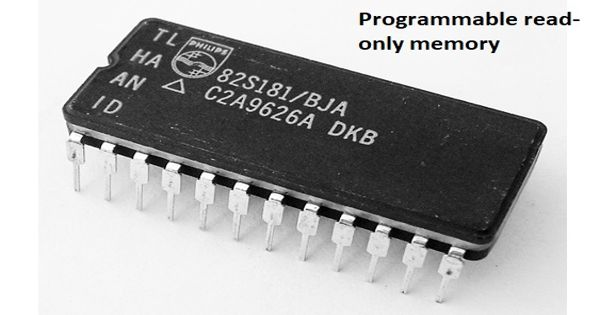 Programmable read-
only memory
TL
HA
AN
ID
PHILIPS
82S181/BJA
C2A9626A DKB